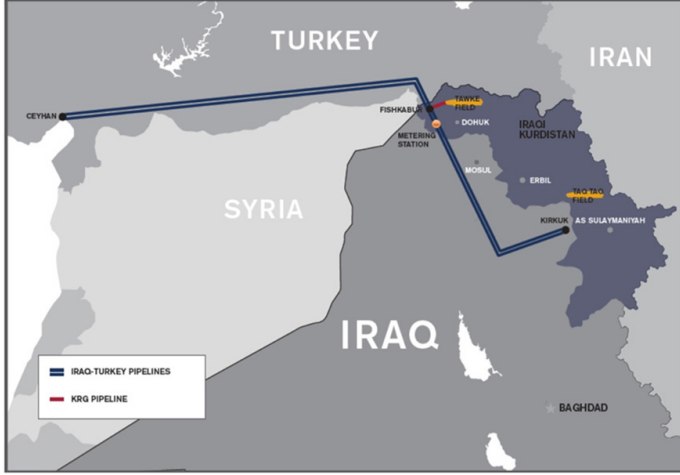 TURKEY
IRAN
CEYHAN
FISHKABUR
TAWKE
FIELD
DOHUK
IRAQI
KURDISTAN
METERING
STATION
MOSUL
ERBIL
TAQ TAQ
FIELD
SYRIA
KIRKUK
AS SULAYMANIYAH
IRAQ
IRAQ-TURKEY PIPELINES
KRG PIPELINE
BAGHDAD